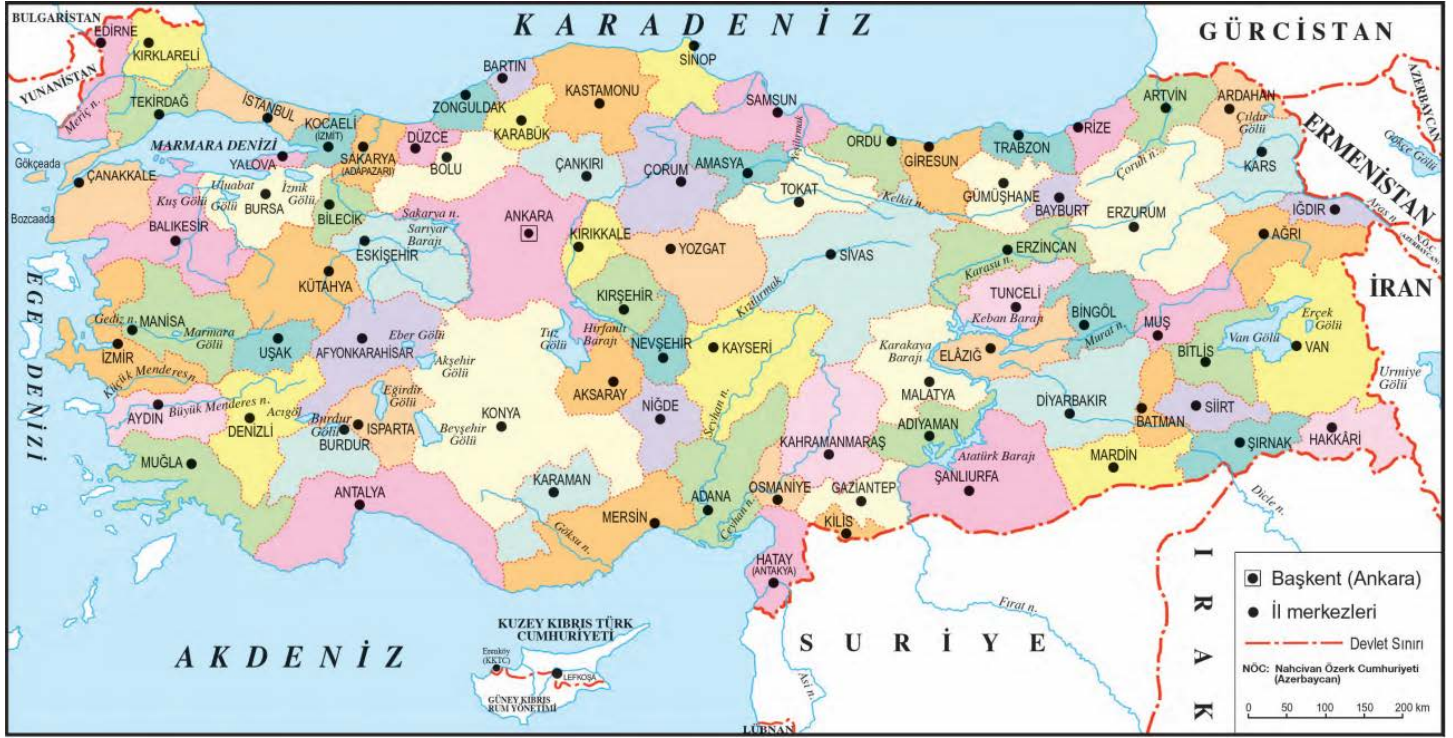 BULGARİSTAN
KARADENİZ
GÜRCİSTAN
EDİRNE
KIRKLARELİ
YUNANİSTAN
SİNOP
BARTIN
AZERBAYCAN
TEKİRDAĞ
İSTANBUL
ZONGULDAK
KASTAMONU
SAMSUN
ARTVİN
ARDAHAN
Meriç n.
KOCAELİ
(İZMİT)
DÜZCE
KARABÜK
Yeşilırmak
ORDU
GİRESUN
TRABZON
RİZE
Çıldır
Gölü
ERMENİSTAN
Gökçe Gölü
MARMARA DENİZİ
YALOVA
SAKARYA
(ADAPAZARI)
BOLU
ÇANKIRI
ÇORUM
AMASYA
Çoruh n.
KARS
Gökçeada
ÇANAKKALE
Kuş Gölü
Uluabat
Gölü
İznik
Gölü
BURSA
BİLECİK
TOKAT
Kelkit n.
GÜMÜŞHANE
BAYBURT
ERZURUM
IĞDIR
Aras n.
Bozcaada
BALIKESİR
Sakarya n.
Sarıyar
Barajı
ANKARA
KIRIKKALE
YOZGAT
SİVAS
ERZİNCAN
AĞRI
N.Ö.C
(AZERBAYCAN)
ESKİŞEHİR
KÜTAHYA
Karasu n.
TUNCELİ
Keban Barajı
BİNGÖL
İRAN
EGE DENİZİ
Gediz n.
MANİSA
Marmara
Gölü
KIRŞEHİR
Kızılırmak
Hirfanlı
Barajı
MUŞ
Murat n.
Erçek
Gölü
Van Gölü
VAN
İZMİR
UŞAK
AFYONKARAHİSAR
Eber Gölü
Akşehir
Gölü
Tuz
Gölü
NEVŞEHİR
KAYSERİ
Karakaya
Barajı
ELÂZIĞ
BİTLİS
Urmiye
Gölü
Küçük Menderes n.
AYDIN
Büyük Menderes n.
Acıgöl
DENİZLİ
Eğirdir
Gölü
Burdur
Gölü
BURDUR
ISPARTA
Beyşehir
Gölü
KONYA
AKSARAY
NİĞDE
Seyhan n.
MALATYA
DİYARBAKIR
BATMAN
SİİRT
MUĞLA
ANTALYA
KARAMAN
KAHRAMANMARAŞ
ADIYAMAN
Atatürk Barajı
ŞANLIURFA
MARDİN
ŞIRNAK
HAKKÂRİ
Göksu n.
MERSİN
ADANA
Ceyhan n.
OSMANİYE
GAZİANTEP
KİLİS
Dicle n.
HATAY
(ANTAKYA)
Fırat n.
Asi n.
AKDENİZ
KUZEY KIBRIS TÜRK
CUMHURİYETİ
Erenköy
(KKTC)
LEFKOŞA
GÜNEY KIBRIS
RUM YÖNETİMİ
SURİYE
LÜBNAN
IRAK
Başkent (Ankara)
İl merkezleri
Devlet Sınırı
NÖC: Nahcivan Özerk Cumhuriyeti
(Azerbaycan)
0 50 100 150 200 km